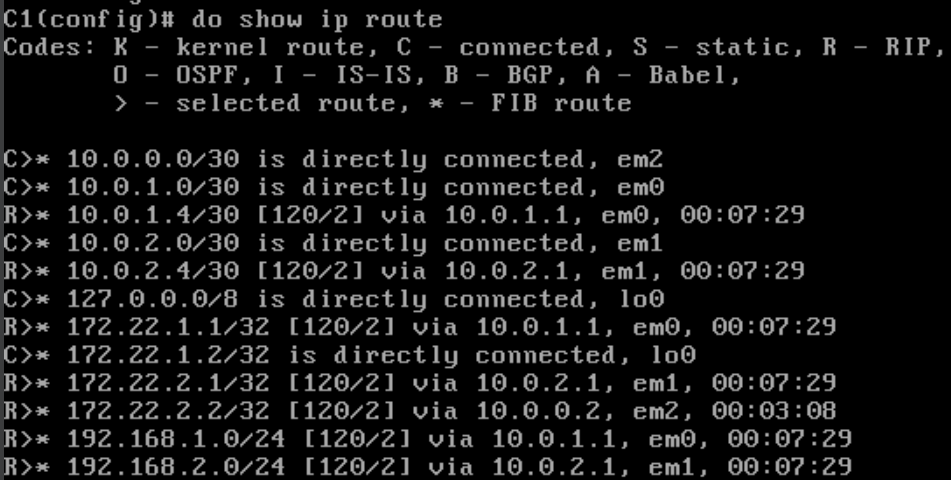 C1(config)# do show ip route
Codes: K - kernel route, C - connected, S - static, R - RIP,
       O - OSPF, I - IS-IS, B - BGP, A - Babel,
       > - selected route, * - FIB route

C>* 10.0.0.0/30 is directly connected, em2
C>* 10.0.1.0/30 is directly connected, em0
R>* 10.0.1.4/30 [120/2] via 10.0.1.1, em0, 00:07:29
C>* 10.0.2.0/30 is directly connected, em1
R>* 10.0.2.4/30 [120/2] via 10.0.2.1, em1, 00:07:29
C>* 127.0.0.0/8 is directly connected, lo0
R>* 172.22.1.1/32 [120/2] via 10.0.1.1, em0, 00:07:29
C>* 172.22.1.2/32 is directly connected, lo0
R>* 172.22.2.1/32 [120/2] via 10.0.2.1, em1, 00:07:29
R>* 172.22.2.2/32 [120/2] via 10.0.0.2, em2, 00:03:08
R>* 192.168.1.0/24 [120/2] via 10.0.1.1, em0, 00:07:29
R>* 192.168.2.0/24 [120/2] via 10.0.2.1, em1, 00:07:29